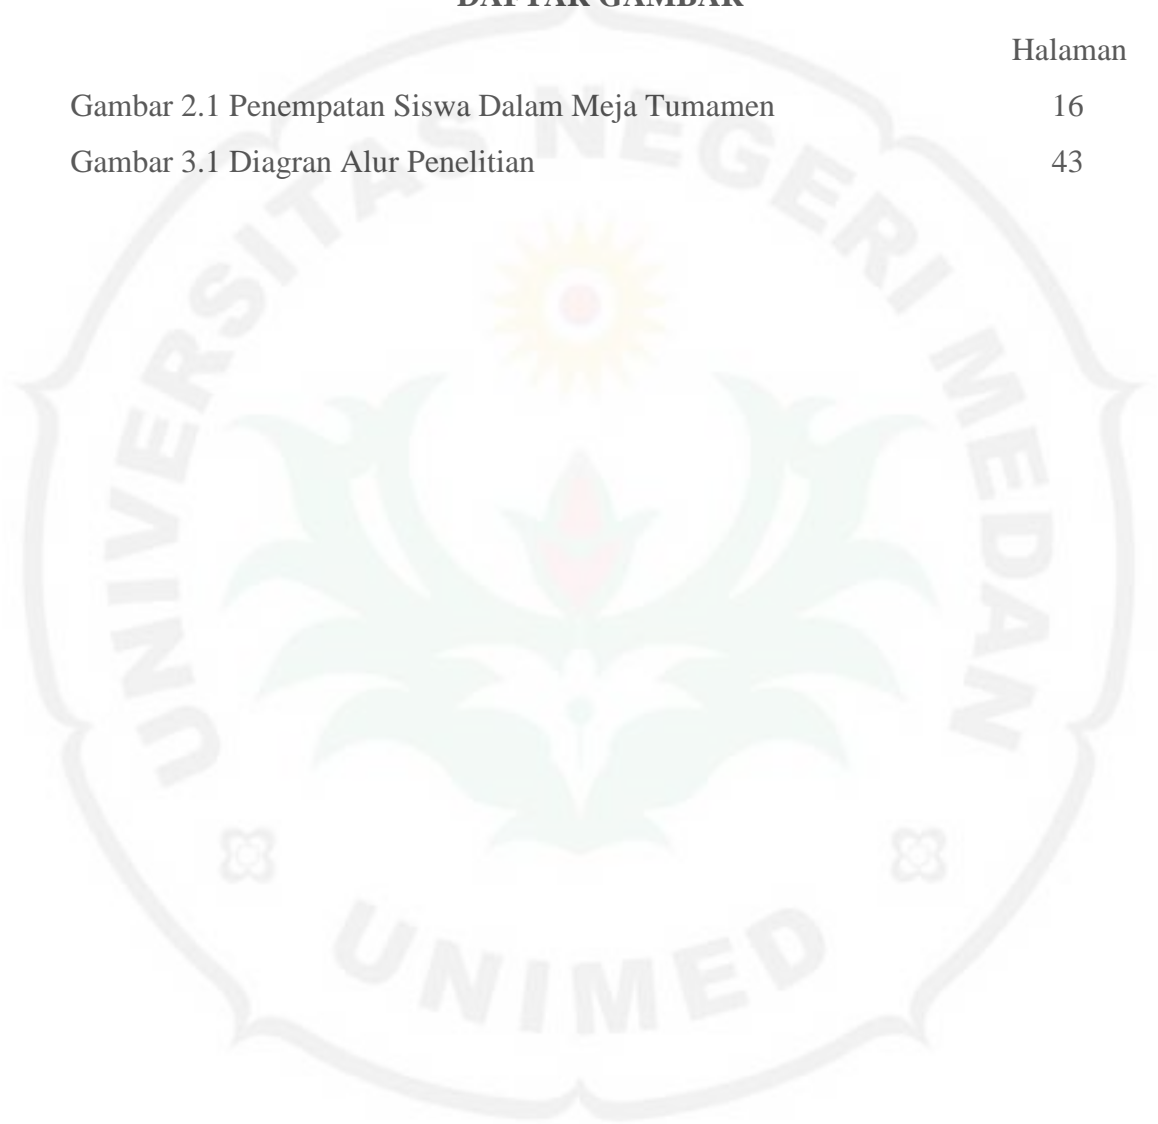 DAFTAR GAMBAR
Halaman
Gambar 2.1 Penempatan Siswa Dalam Meja Tumamen 16
Gambar 3.1 Diagran Alur Penelitian 43
UNIVERSITAS NEGERI MEDAN
UNIMED